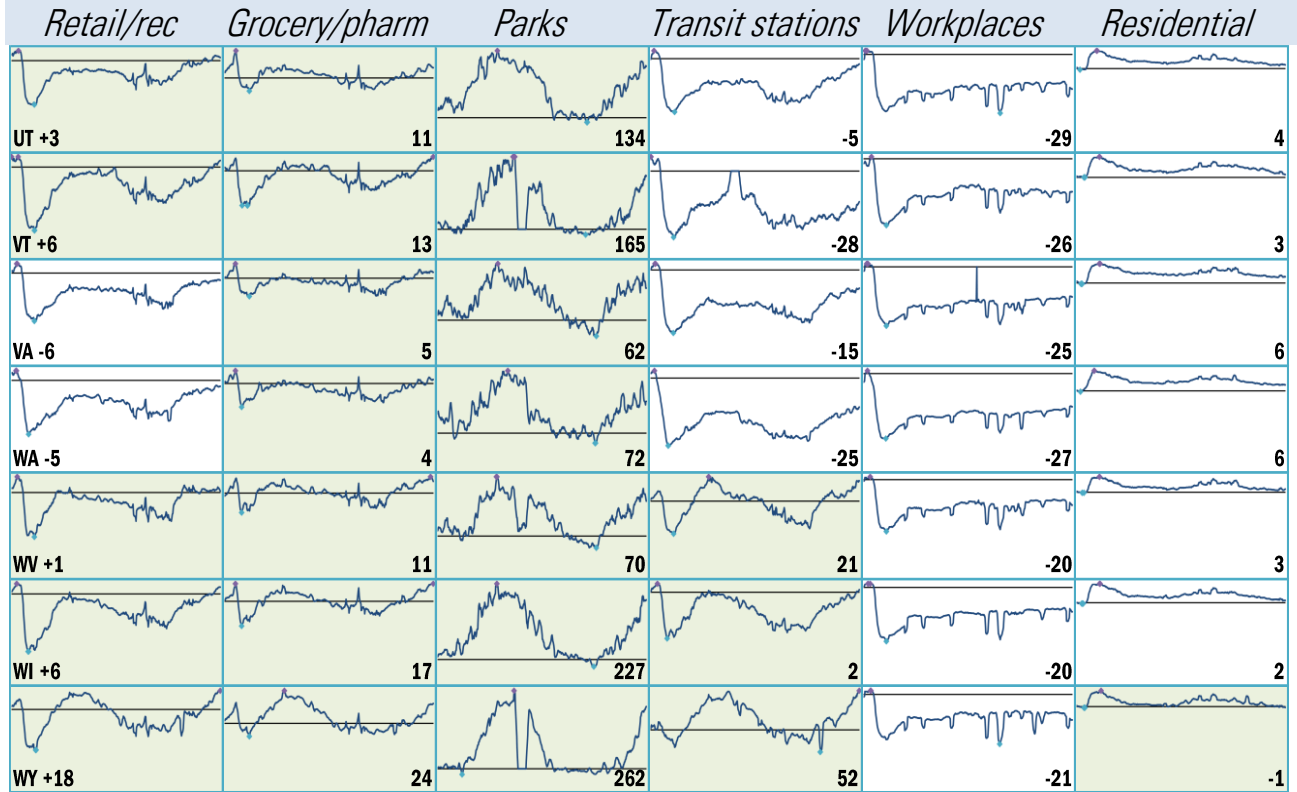 Retail/rec Grocery/pharm Parks Transit stations Workplaces Residential
UT +3 11 134 -5 -29 4
VT +6 13 165 -28 -26 3
VA -6 5 62 -15 -25 6
WA -5 4 72 -25 -27 6
WV +1 11 70 21 -20 3
WI +6 17 227 2 -20 2
WY +18 24 262 52 -21 -1